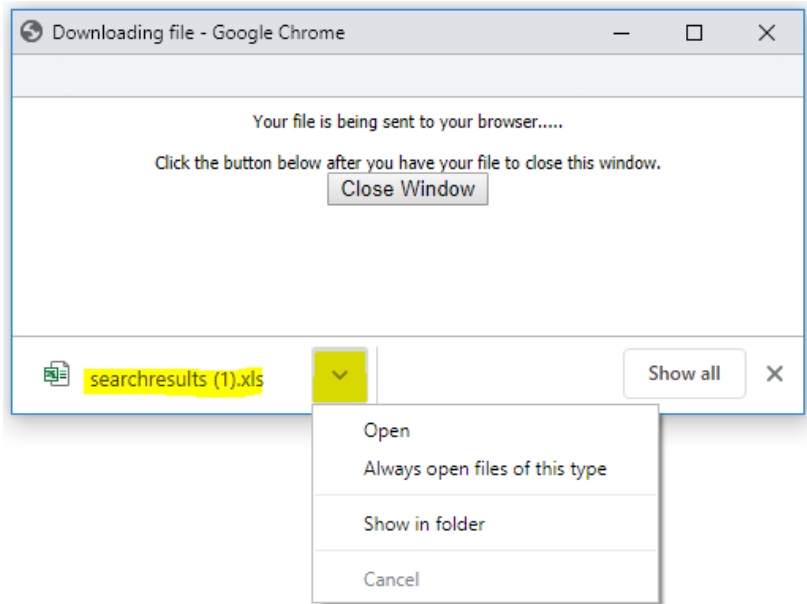 Downloading file - Google Chrome
Your file is being sent to your browser.....
Click the button below after you have your file to close this window.
Close Window
searchresults (1).xls
Show all
Open
Always open files of this type
Show in folder
Cancel